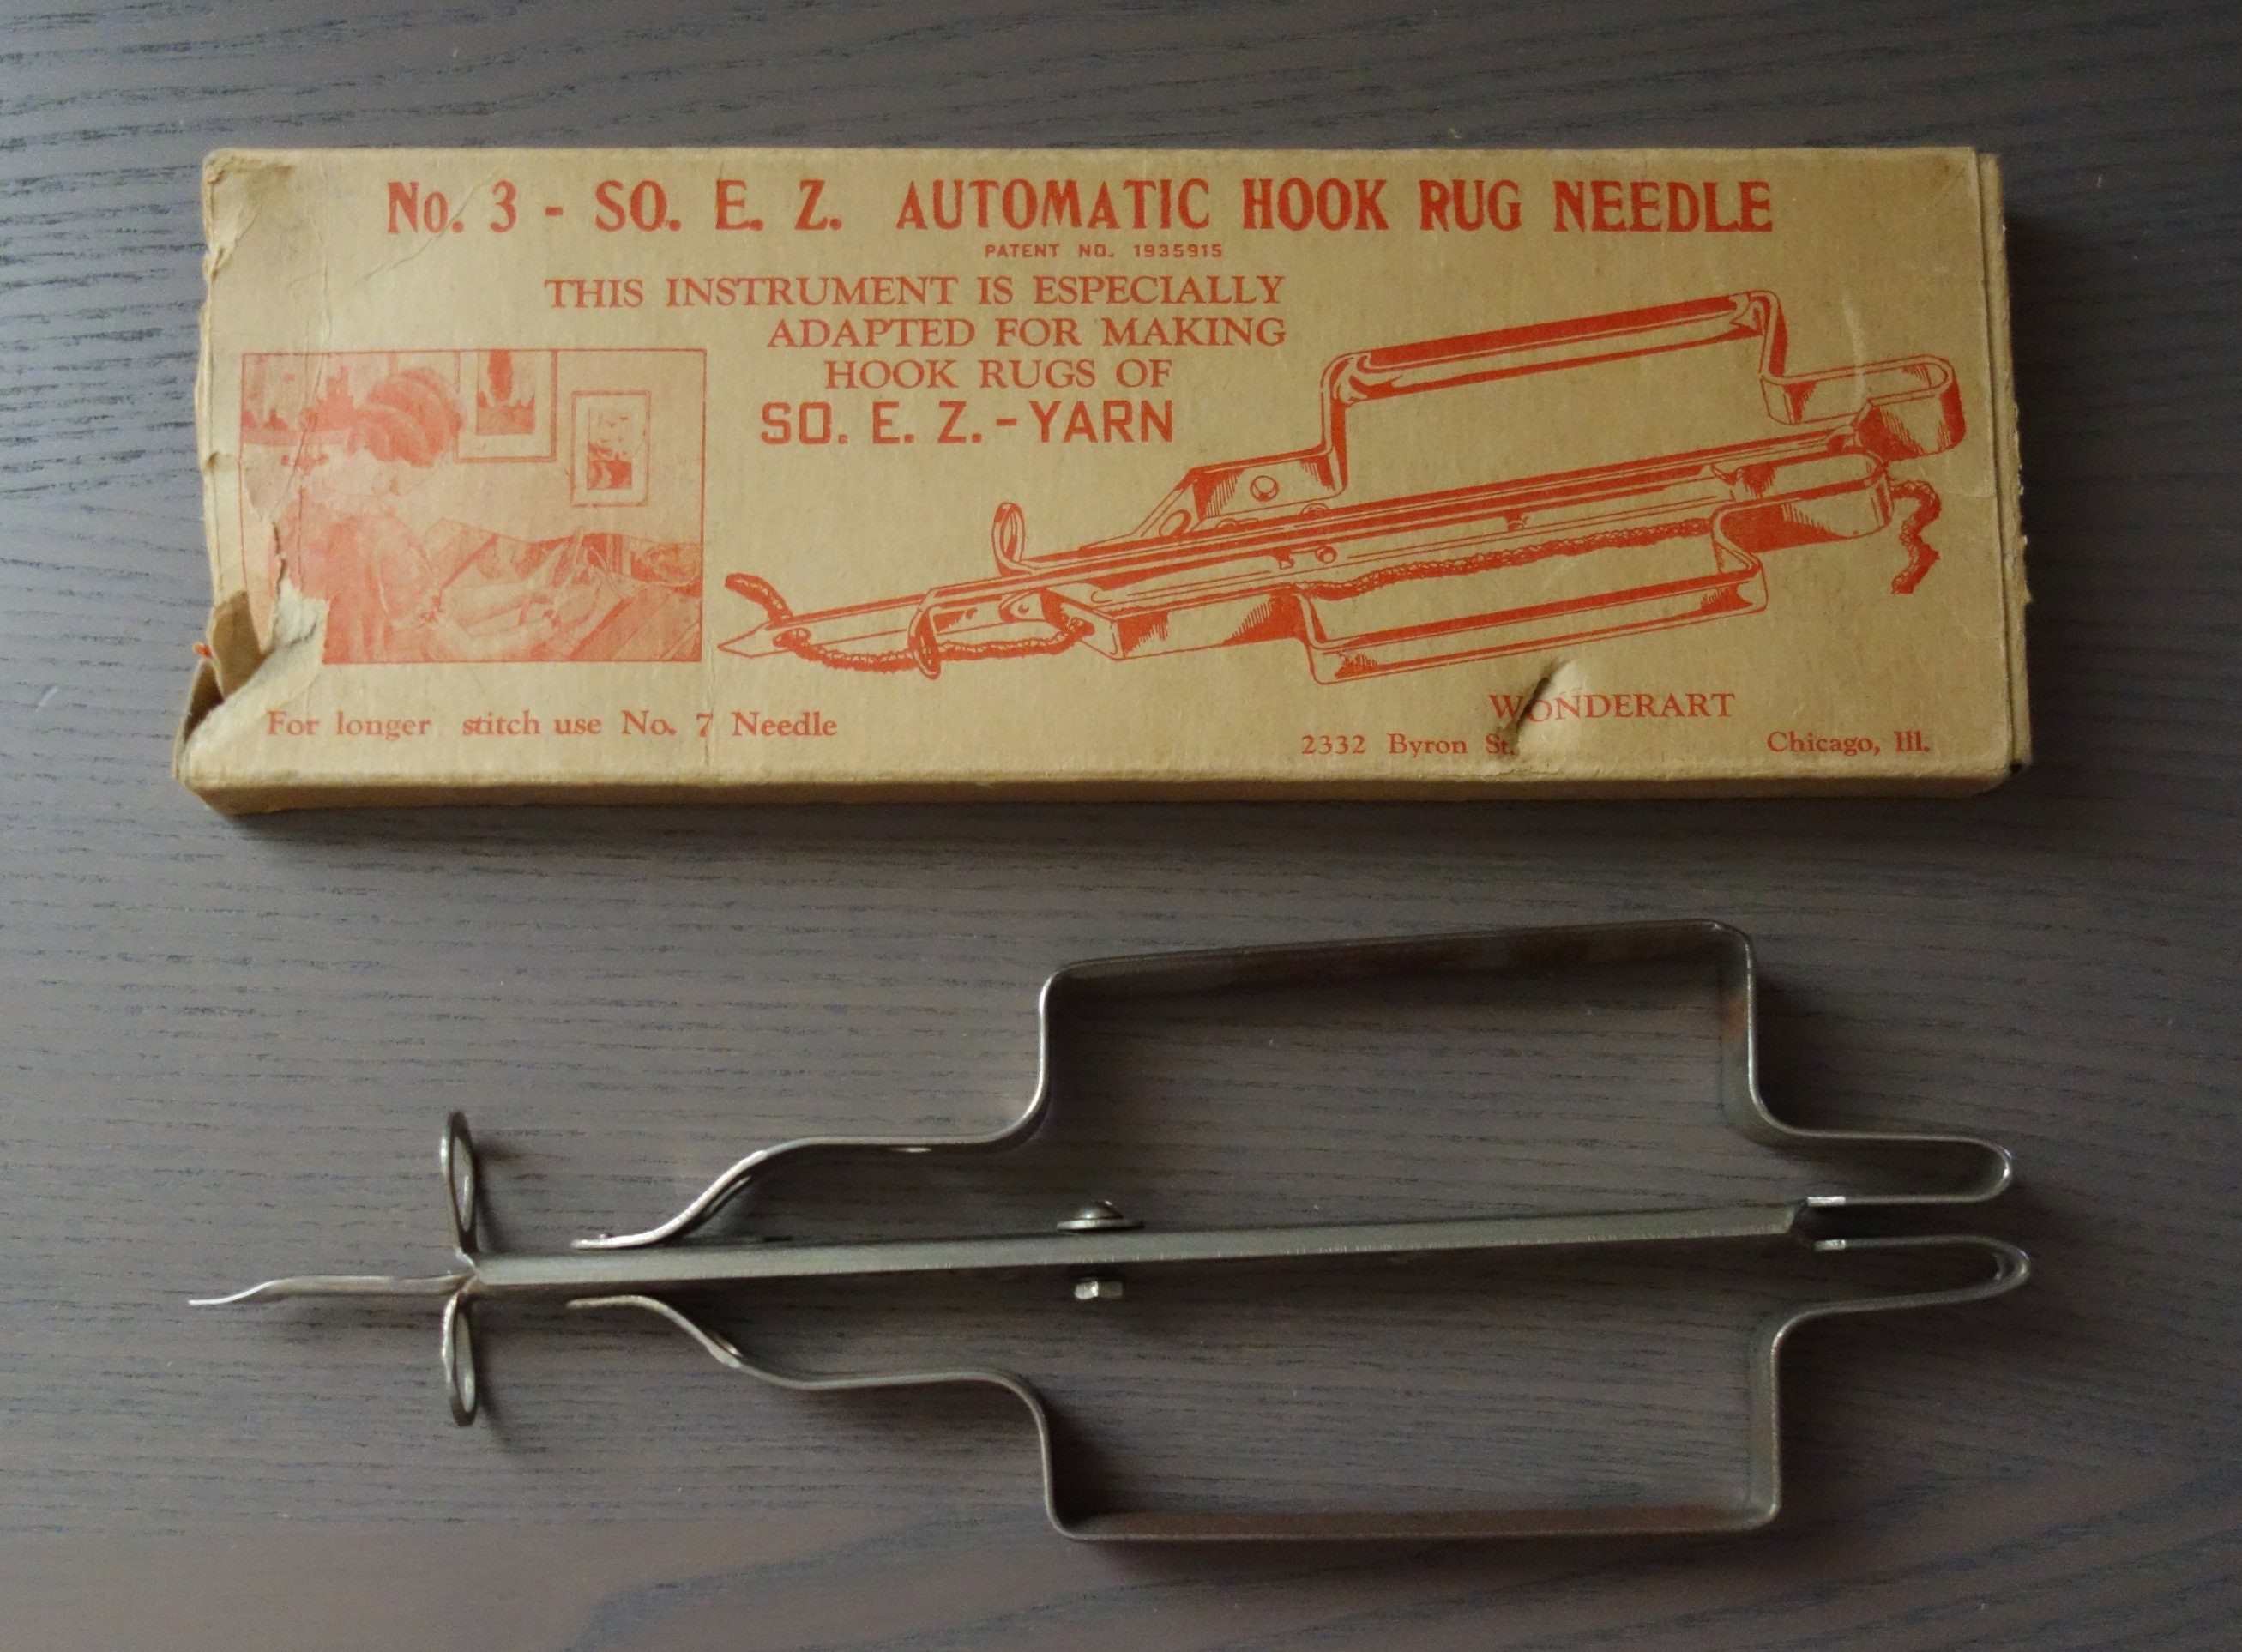 No. 3 - SO. E. Z. AUTOMATIC HOOK RUG NEEDLE
PATENT NO. 1935915
THIS INSTRUMENT IS ESPECIALLY
ADAPTED FOR MAKING
HOOK RUGS OF
SO. E. Z. - YARN
For longer stitch use No. 7 Needle
WONDERART
2332 Byron St. Chicago, Ill.